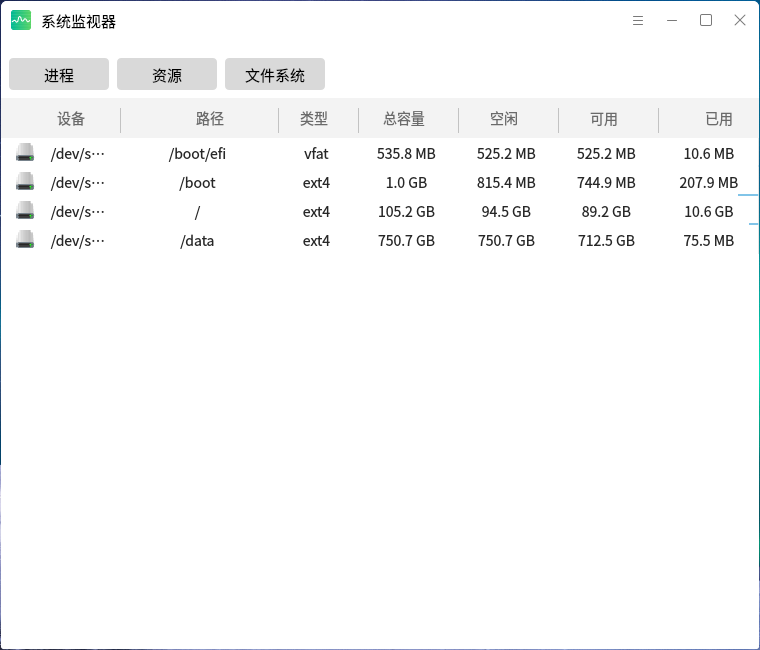 系统监视器
进程 资源 文件系统
设备 路径 类型 总容量 空闲 可用 已用
/dev/s··· /boot/efi vfat 535.8 MB 525.2 MB 525.2 MB 10.6 MB
/dev/s··· /boot ext4 1.0 GB 815.4 MB 744.9 MB 207.9 MB
/dev/s··· / ext4 105.2 GB 94.5 GB 89.2 GB 10.6 GB
/dev/s··· /data ext4 750.7 GB 750.7 GB 712.5 GB 75.5 MB